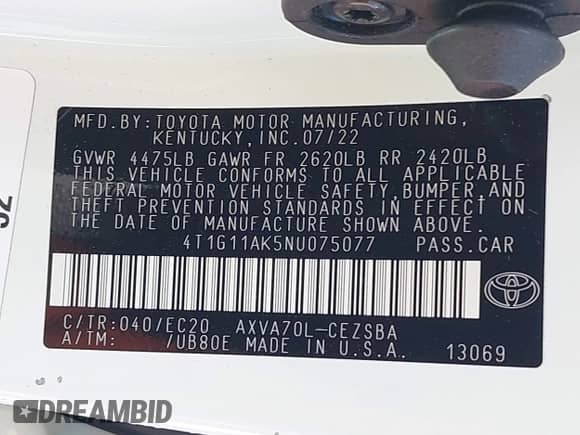 MFD.BY:TOYOTA MOTOR MANUFACTURING,
KENTUCKY,INC.07/22
GVWR 4475LB GAWR FR 2620LB RR 2420LB
THIS VEHICLE CONFORMS TO ALL APPLICABLE
FEDERAL MOTOR VEHICLE SAFETY,BUMPER,AND
THEFT PREVENTION STANDARDS IN EFFECT ON
THE DATE OF MANUFACTURE SHOWN ABOVE.
4T1G11AK5NU075077 PASS.CAR
C/TR:040/EC20 AXVA70L-CEZSBA
A/TM: /UB80E MADE IN U.S.A. 13069
DREAMBID